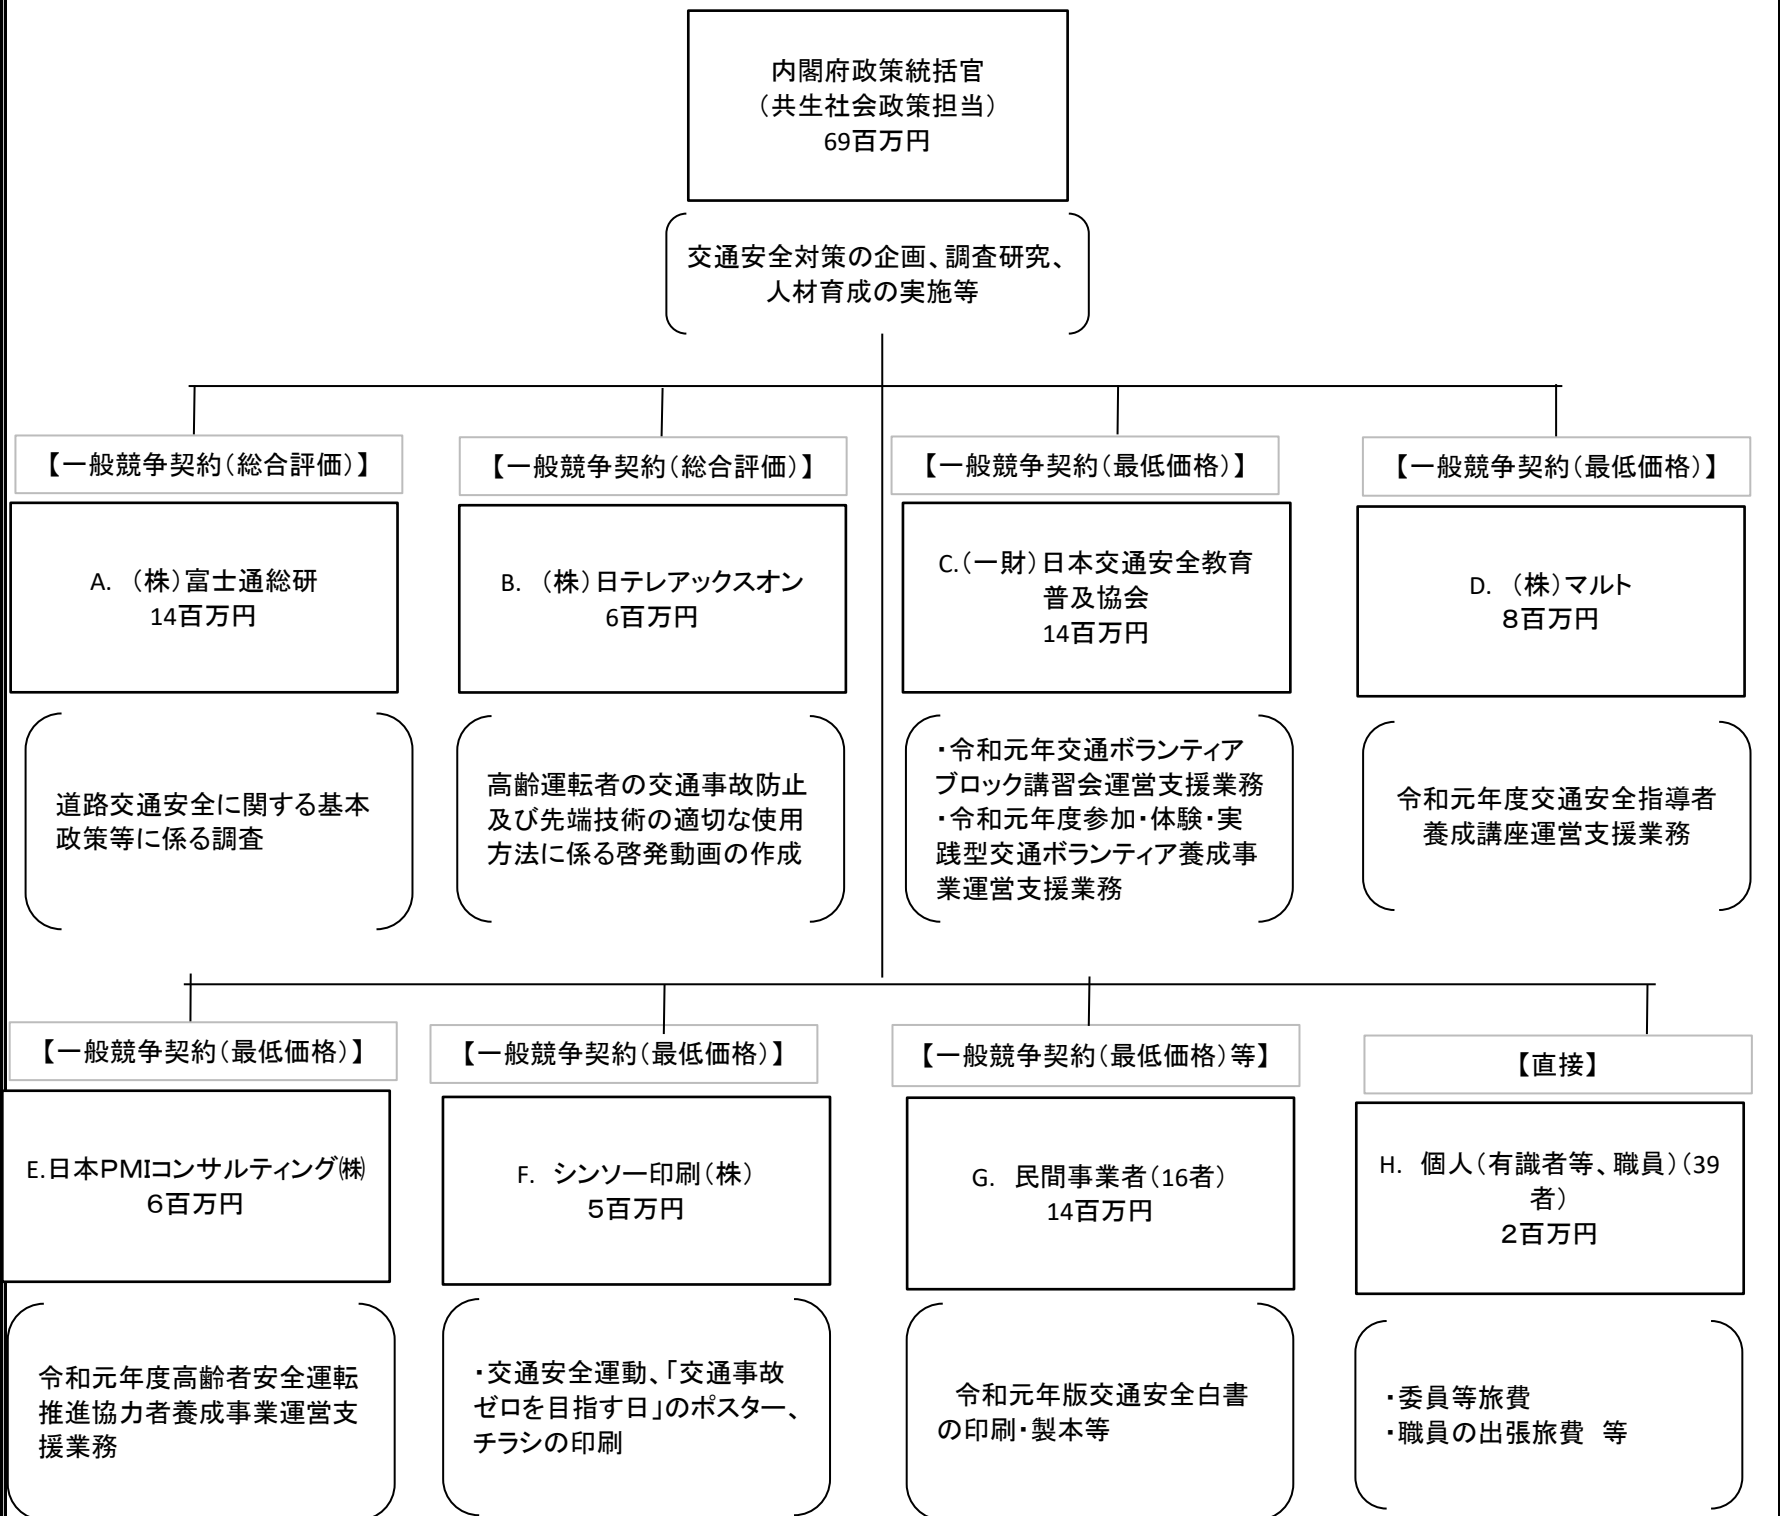 内閣府政策統括官
（共生社会政策担当）
69百万円
交通安全対策の企画、調査研究、
人材育成の実施等
【一般競争契約（総合評価）】
A.　（株）富士通総研
14百万円
道路交通安全に関する基本
政策等に係る調査
【一般競争契約（総合評価）】
B.　（株）日テレアックスオン
6百万円
高齢運転者の交通事故防止
及び先端技術の適切な使用
方法に係る啓発動画の作成
【一般競争契約（最低価格）】
C.（一財）日本交通安全教育
普及協会
14百万円
・令和元年交通ボランティア
ブロック講習会運営支援業務
・令和元年度参加・体験・実
践型交通ボランティア養成事
業運営支援業務
【一般競争契約（最低価格）】
D.　（株）マルト
８百万円
令和元年度交通安全指導者
養成講座運営支援業務
【一般競争契約（最低価格）】
E.日本PMIコンサルティング㈱
６百万円
令和元年度高齢者安全運転
推進協力者養成事業運営支
援業務
【一般競争契約（最低価格）】
F.　シンソー印刷（株）
５百万円
・交通安全運動、「交通事故
ゼロを目指す日」のポスター、
チラシの印刷
【一般競争契約（最低価格）等】
G.　民間事業者（16者）
14百万円
令和元年版交通安全白書
の印刷・製本等
【直接】
H.　個人（有識者等、職員）（39
者）
２百万円
・委員等旅費
・職員の出張旅費　等